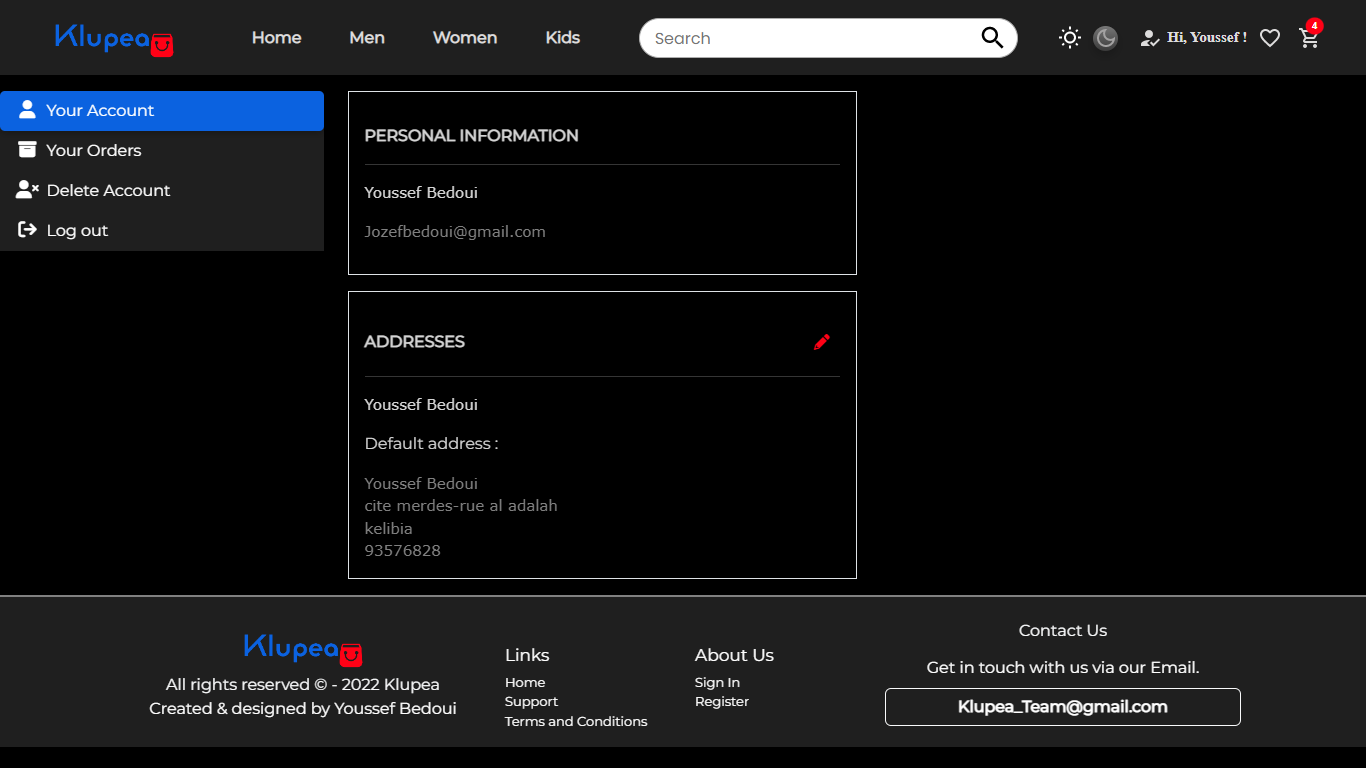 Klupea
Home Men Women Kids
Search
Hi, Youssef !
4
Your Account
Your Orders
Delete Account
Log out
PERSONAL INFORMATION
Youssef Bedoui
Jozefbedoui@gmail.com
ADDRESSES
Youssef Bedoui
Default address :
Youssef Bedoui
cite merdes-rue al adalah
kelibia
93576828
Klupea
All rights reserved © - 2022 Klupea
Created & designed by Youssef Bedoui
Links
Home
Support
Terms and Conditions
About Us
Sign In
Register
Contact Us
Get in touch with us via our Email.
Klupea_Team@gmail.com